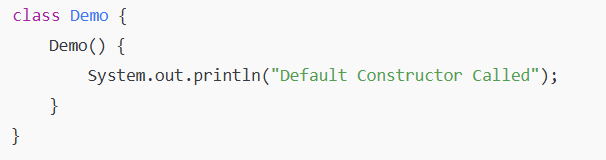 class Demo {
    Demo() {
        System.out.println("Default Constructor Called");
    }
}